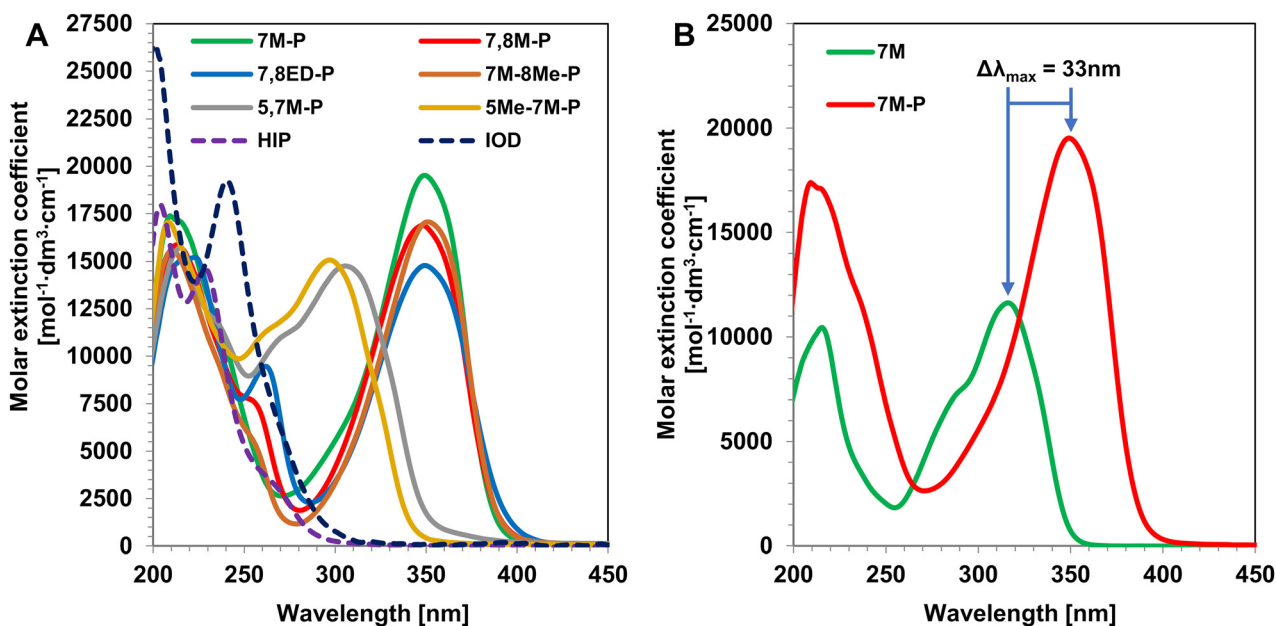 A
7M-P
7,8M-P
7,8ED-P
7M-8Me-P
5,7M-P
5Me-7M-P
HIP
IOD
Molar extinction coefficient
[mol⁻¹·dm³·cm⁻¹]
27500
25000
22500
20000
17500
15000
12500
10000
7500
5000
2500
0
200 250 300 350 400 450
Wavelength [nm]
B
7M
7M-P
Δλmax = 33nm
Molar extinction coefficient
[mol⁻¹·dm³·cm⁻¹]
25000
20000
15000
10000
5000
0
200 250 300 350 400 450
Wavelength [nm]